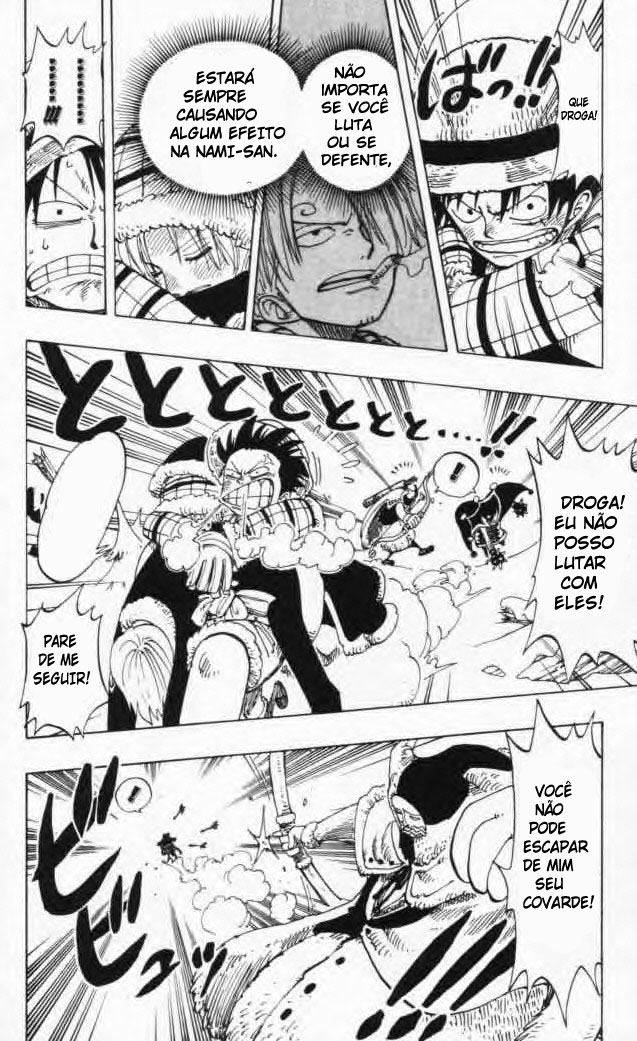 ばっ!!
QUE
DROGA!
NÃO
IMPORTA
SE VOCÊ
LUTA
OU SE
DEFENTE,
ESTARÁ
SEMPRE
CAUSANDO
ALGUM EFEITO
NA NAMI-SAN.
!!!
とととととととと....!!
DROGA!
EU NÃO
POSSO
LUTAR
COM
ELES!
!
PARE
DE ME
SEGUIR!
VOCÊ
NÃO
PODE
ESCAPAR
DE MIM
SEU
COVARDE!
!
ビビュッ